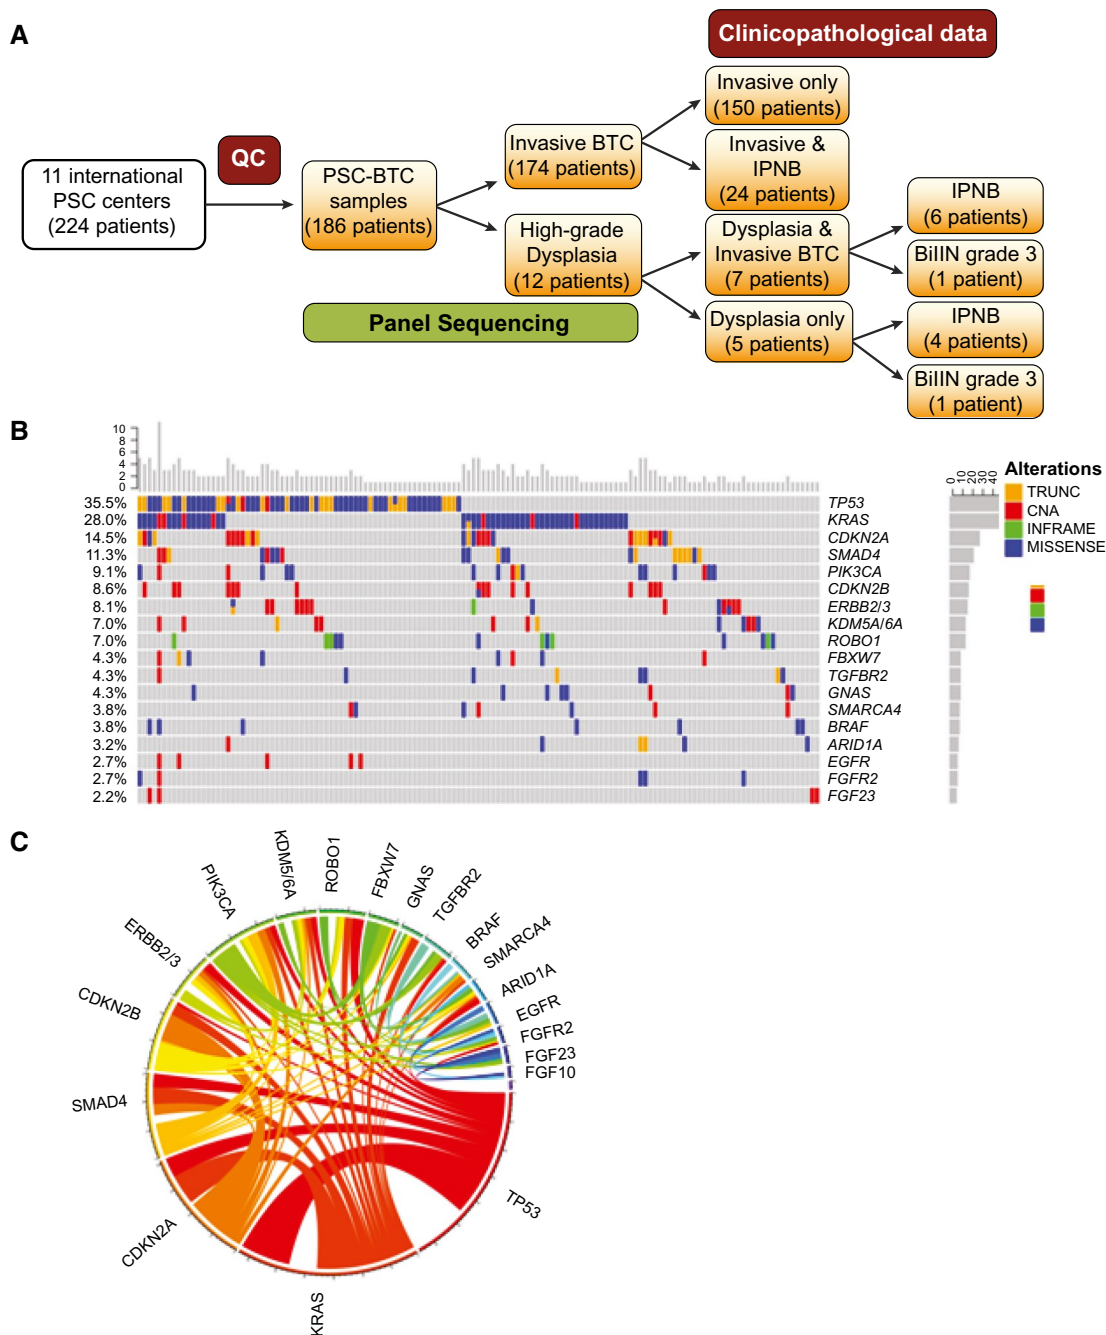 A
Clinicopathological data
11 international
PSC centers
(224 patients)
QC
PSC-BTC
samples
(186 patients)
Invasive BTC
(174 patients)
High-grade
Dysplasia
(12 patients)
Invasive only
(150 patients)
Invasive &
IPNB
(24 patients)
Dysplasia &
Invasive BTC
(7 patients)
Dysplasia only
(5 patients)
IPNB
(6 patients)
BilIN grade 3
(1 patient)
IPNB
(4 patients)
BilIN grade 3
(1 patient)
Panel Sequencing
B
10
8
6
4
2
0
0 10 20 30 40
Alterations
TRUNC
CNA
INFRAME
MISSENSE
35.5% TP53
28.0% KRAS
14.5% CDKN2A
11.3% SMAD4
9.1% PIK3CA
8.6% CDKN2B
8.1% ERBB2/3
7.0% KDM5A/6A
7.0% ROBO1
4.3% FBXW7
4.3% TGFBR2
4.3% GNAS
3.8% SMARCA4
3.8% BRAF
3.2% ARID1A
2.7% EGFR
2.7% FGFR2
2.2% FGF23
C
KDM5/6A
ROBO1
FBXW7
GNAS
TGFBR2
BRAF
SMARCA4
ARID1A
EGFR
FGFR2
FGF23
FGF10
TP53
KRAS
CDKN2A
SMAD4
CDKN2B
ERBB2/3
PIK3CA